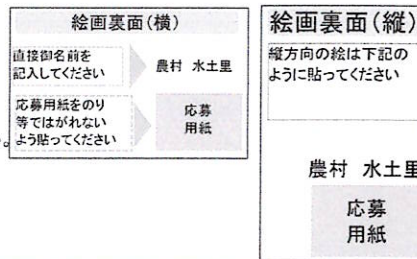 絵画裏面(横)
直接御名前を
記入してください
農村 水土里
応募用紙をのり
等ではがれない
よう貼ってください
応募
用紙
。
絵画裏面(縦)
縦方向の絵は下記の
ように貼ってください
農村 水土里
応募
用紙